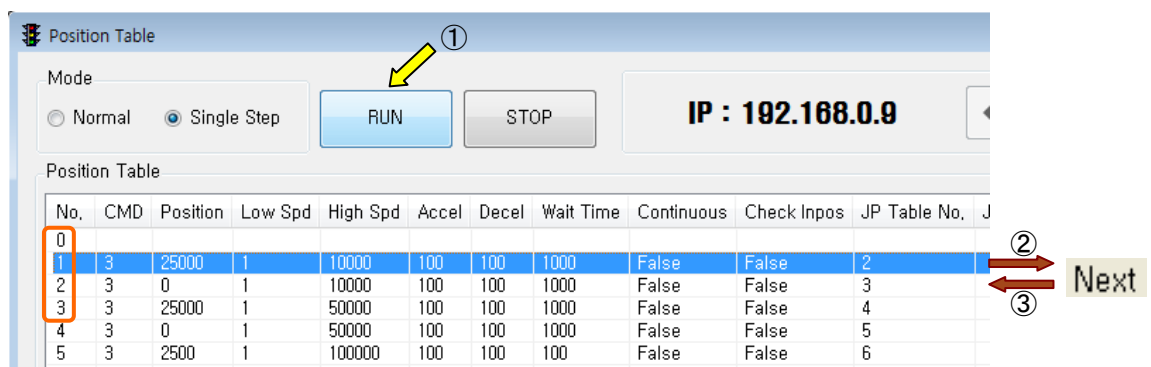 Position Table
①
Mode
Normal Single Step RUN STOP IP : 192.168.0.9
Position Table
No. CMD Position Low Spd High Spd Accel Decel Wait Time Continuous Check Inpos JP Table No. J
0
②
1 3 25000 1 10000 100 100 1000 False False 2
Next
2 3 0 1 10000 100 100 1000 False False 3
③
3 3 25000 1 50000 100 100 1000 False False 4
4 3 0 1 50000 100 100 1000 False False 5
5 3 2500 1 100000 100 100 100 False False 6